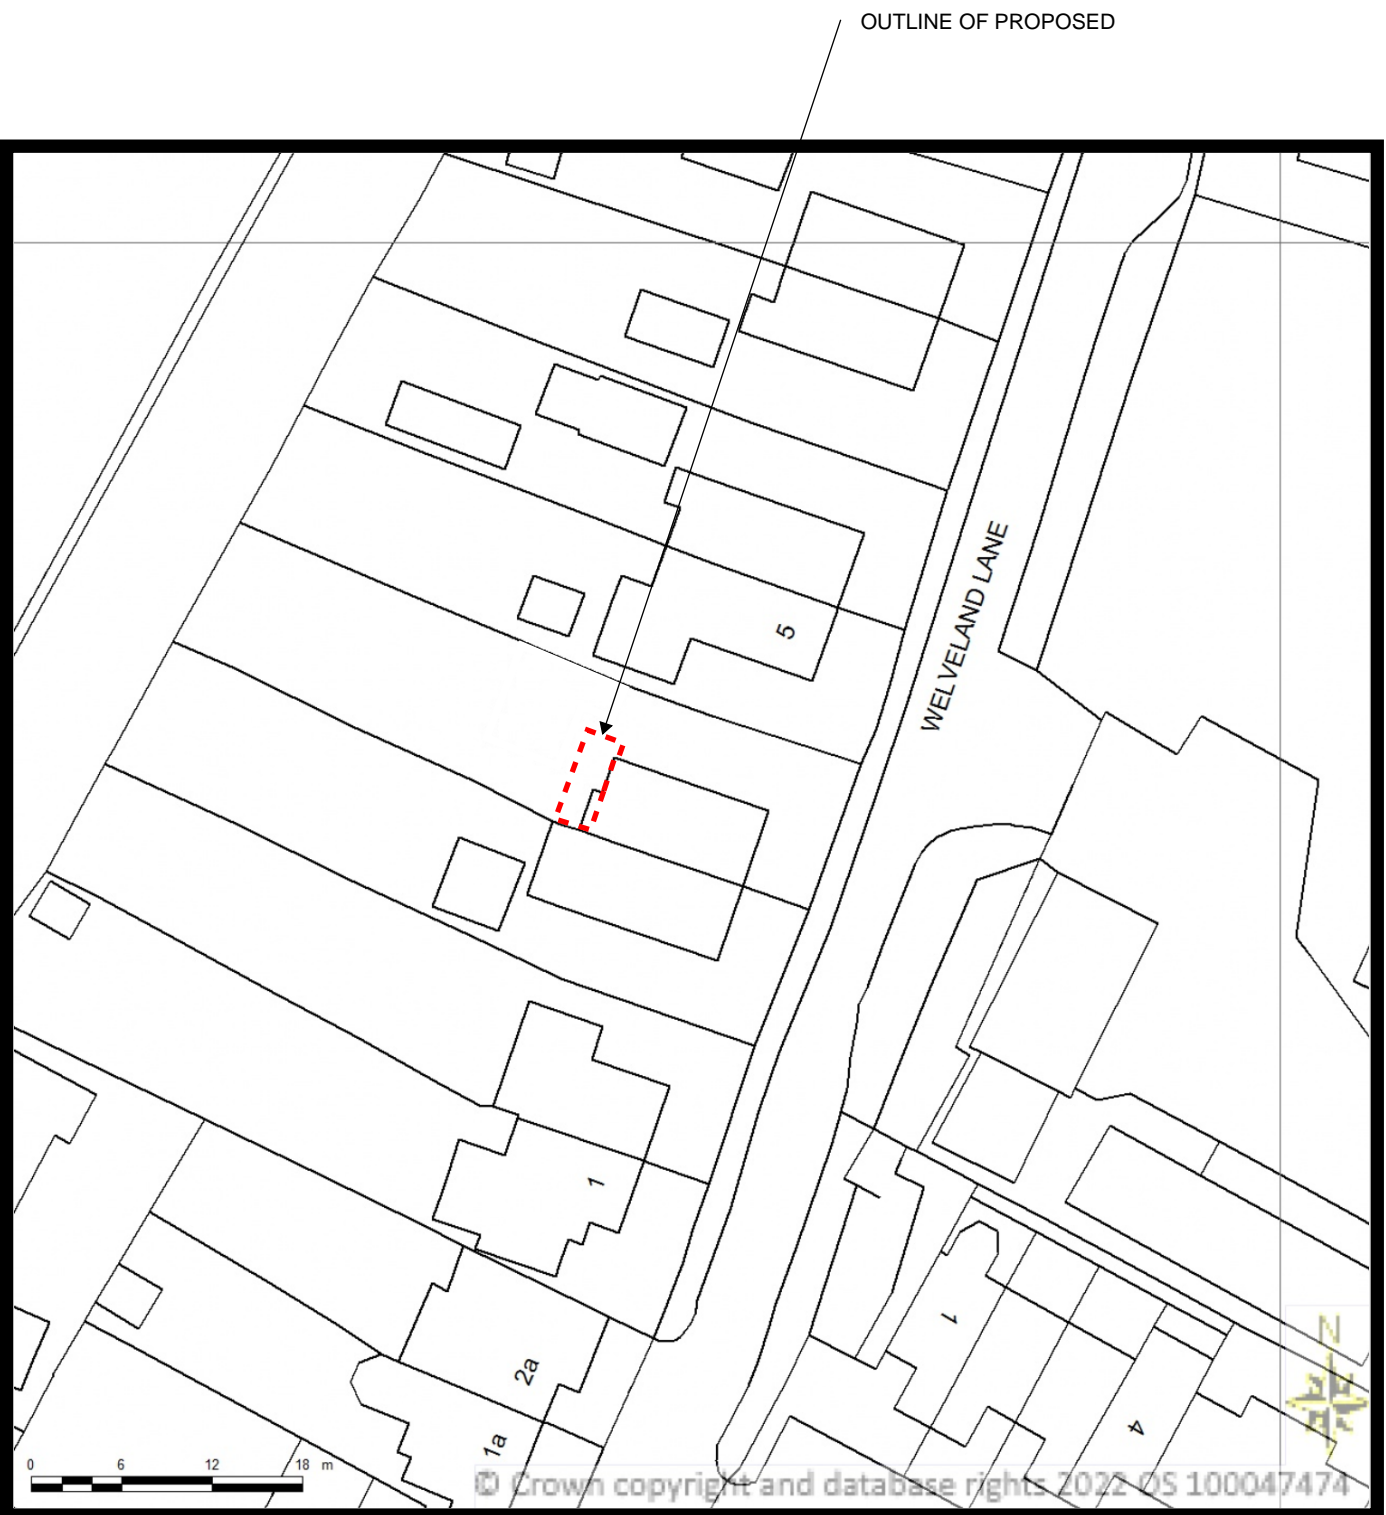 OUTLINE OF PROPOSED
5
WELVELAND LANE
1
1
2a
1a
4
N
0 6 12 18 m
© Crown copyright and database rights 2022 OS 100047474